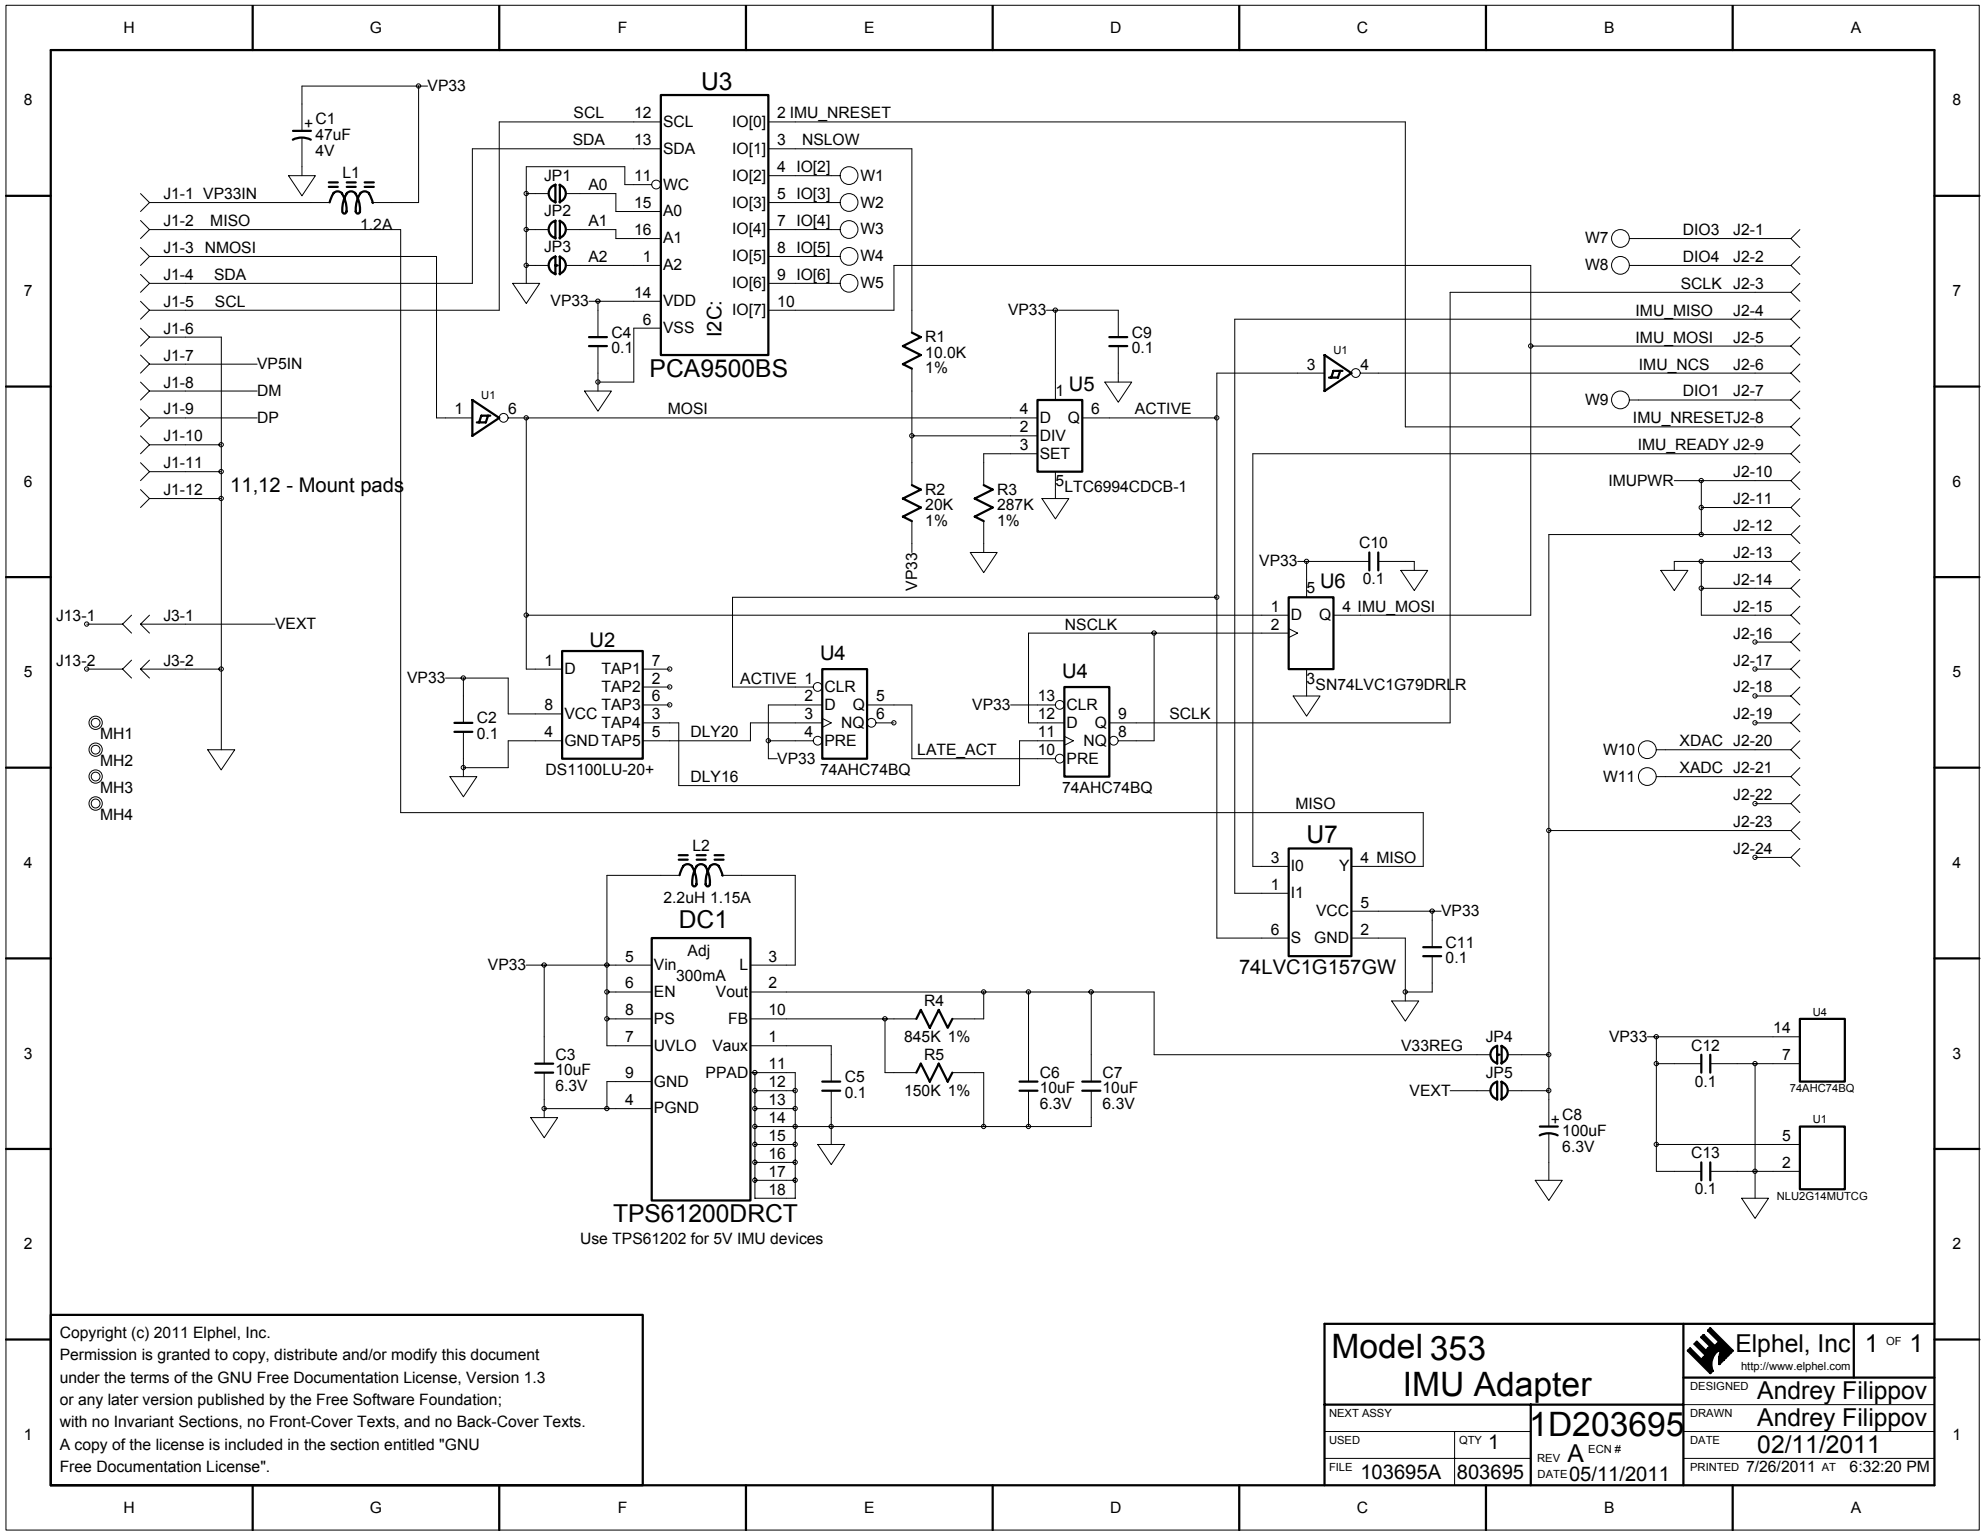 H G F E D C B A
8
7
6
5
4
3
2
1
8
7
6
5
4
3
2
1
VP33
C1
47uF
4V
L1
1.2A
J1-1 VP33IN
J1-2 MISO
J1-3 NMOSI
J1-4 SDA
J1-5 SCL
J1-6
J1-7 VP5IN
J1-8 DM
J1-9 DP
J1-10
J1-11
J1-12
11,12 - Mount pads
J13-1 J3-1 VEXT
J13-2 J3-2
MH1
MH2
MH3
MH4
U3
SCL 12 SCL
SDA 13 SDA
11 WC
JP1 A0 15 A0
JP2 A1 16 A1
JP3 A2 1 A2
VP33 14 VDD
6 VSS
C4
0.1
I2C:
IO[0] 2 IMU_NRESET
IO[1] 3 NSLOW
IO[2] 4 IO[2] W1
IO[3] 5 IO[3] W2
IO[4] 7 IO[4] W3
IO[5] 8 IO[5] W4
IO[6] 9 IO[6] W5
IO[7] 10
PCA9500BS
1 U1 6
MOSI
R1
10.0K
1%
R2
20K
1%
VP33
R3
287K
1%
VP33
C9
0.1
U5
1
4 D Q 6 ACTIVE
2 DIV
3 SET
5
LTC6994CDCB-1
3 U1 4
W7 DIO3 J2-1
W8 DIO4 J2-2
SCLK J2-3
IMU_MISO J2-4
IMU_MOSI J2-5
IMU_NCS J2-6
W9 DIO1 J2-7
IMU_NRESET J2-8
IMU_READY J2-9
IMUPWR J2-10
J2-11
J2-12
J2-13
J2-14
J2-15
J2-16
J2-17
J2-18
J2-19
W10 XDAC J2-20
W11 XADC J2-21
J2-22
J2-23
J2-24
VP33
C10
0.1
U6
5
1 D Q 4 IMU_MOSI
2
3
SN74LVC1G79DRLR
U2
1 D TAP1 7
TAP2 2
TAP3 6
8 VCC TAP4 3
4 GND TAP5 5
DS1100LU-20+
VP33
C2
0.1
DLY20
DLY16
U4
ACTIVE 1 CLR
2 D Q 5
3 NQ 6
4 PRE
VP33
74AHC74BQ
LATE_ACT
NSCLK
U4
VP33 13 CLR
12 D Q 9 SCLK
11 NQ 8
10 PRE
74AHC74BQ
MISO
U7
3 I0 Y 4 MISO
1 I1
VCC 5 VP33
6 S GND 2
C11
0.1
74LVC1G157GW
L2
2.2uH 1.15A
DC1
Adj
300mA
VP33 5 Vin L 3
6 EN Vout 2
8 PS FB 10
7 UVLO Vaux 1
9 GND PPAD 11
4 PGND 12
13
14
15
16
17
18
C3
10uF
6.3V
C5
0.1
R4
845K 1%
R5
150K 1%
C6
10uF
6.3V
C7
10uF
6.3V
TPS61200DRCT
Use TPS61202 for 5V IMU devices
V33REG JP4
VEXT JP5
C8
100uF
6.3V
VP33
C12
0.1
14 U4
7
74AHC74BQ
C13
0.1
U1
5
2
NLU2G14MUTCG
Copyright (c) 2011 Elphel, Inc.
Permission is granted to copy, distribute and/or modify this document
under the terms of the GNU Free Documentation License, Version 1.3
or any later version published by the Free Software Foundation;
with no Invariant Sections, no Front-Cover Texts, and no Back-Cover Texts.
A copy of the license is included in the section entitled "GNU
Free Documentation License".
Model 353
IMU Adapter
Elphel, Inc
http://www.elphel.com
1 OF 1
DESIGNED Andrey Filippov
DRAWN Andrey Filippov
DATE 02/11/2011
PRINTED 7/26/2011 AT 6:32:20 PM
NEXT ASSY
USED
QTY 1
FILE 103695A 803695
1D203695
REV A ECN #
DATE 05/11/2011
H G F E D C B A